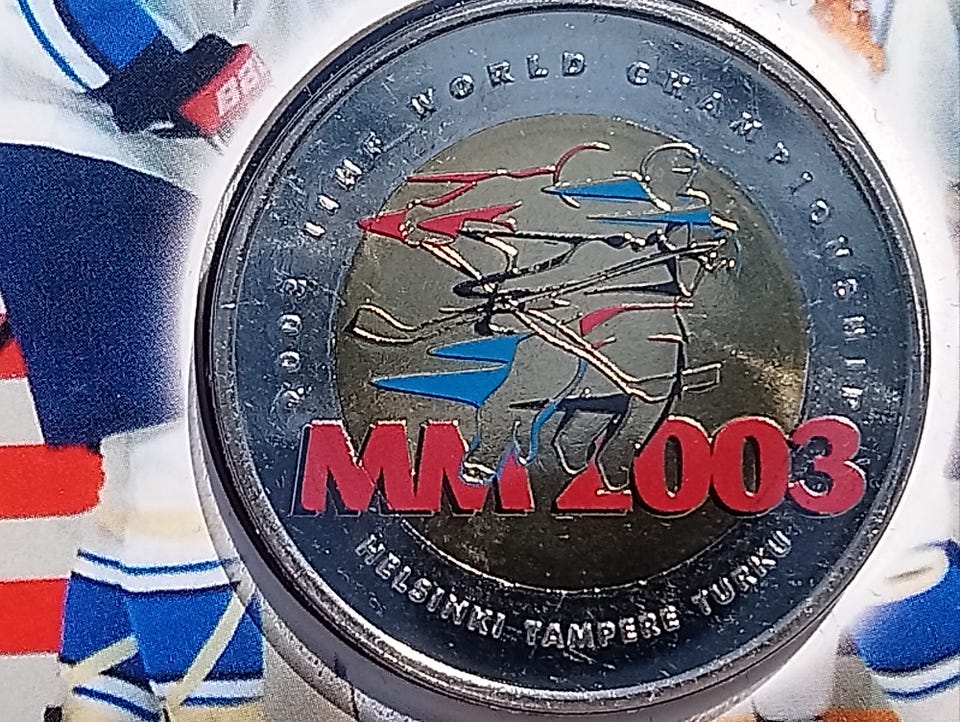 2003 IIHF WORLD CHAMPIONSHIP
MM 2003
HELSINKI-TAMPERE TURKU